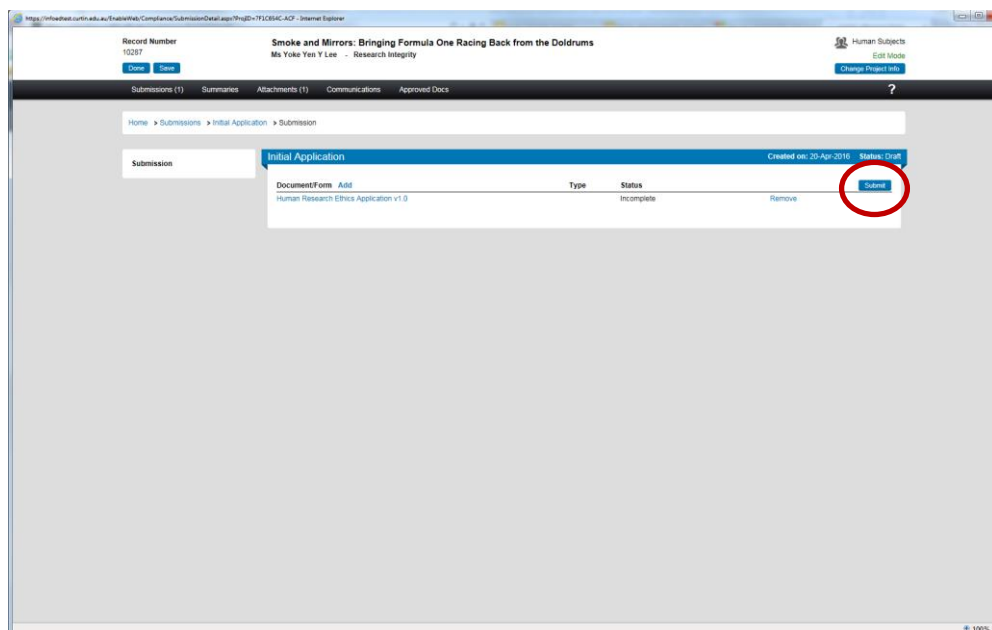 https://infoedtest.curtin.edu.au/EnableWeb/Compliance/SubmissionDetail.aspx?ProjID=7F1C654C-ACF - Internet Explorer
Record Number
10287
Done Save
Smoke and Mirrors: Bringing Formula One Racing Back from the Doldrums
Ms Yoke Yen Y Lee - Research Integrity
Human Subjects
Edit Mode
Change Project Info
Submissions (1) Summaries Attachments (1) Communications Approved Docs ?
Home > Submissions > Initial Application > Submission
Submission
Initial Application Created on: 20-Apr-2016 Status: Draft
Document/Form Add Type Status Submit
Human Research Ethics Application v1.0 Incomplete Remove
100%